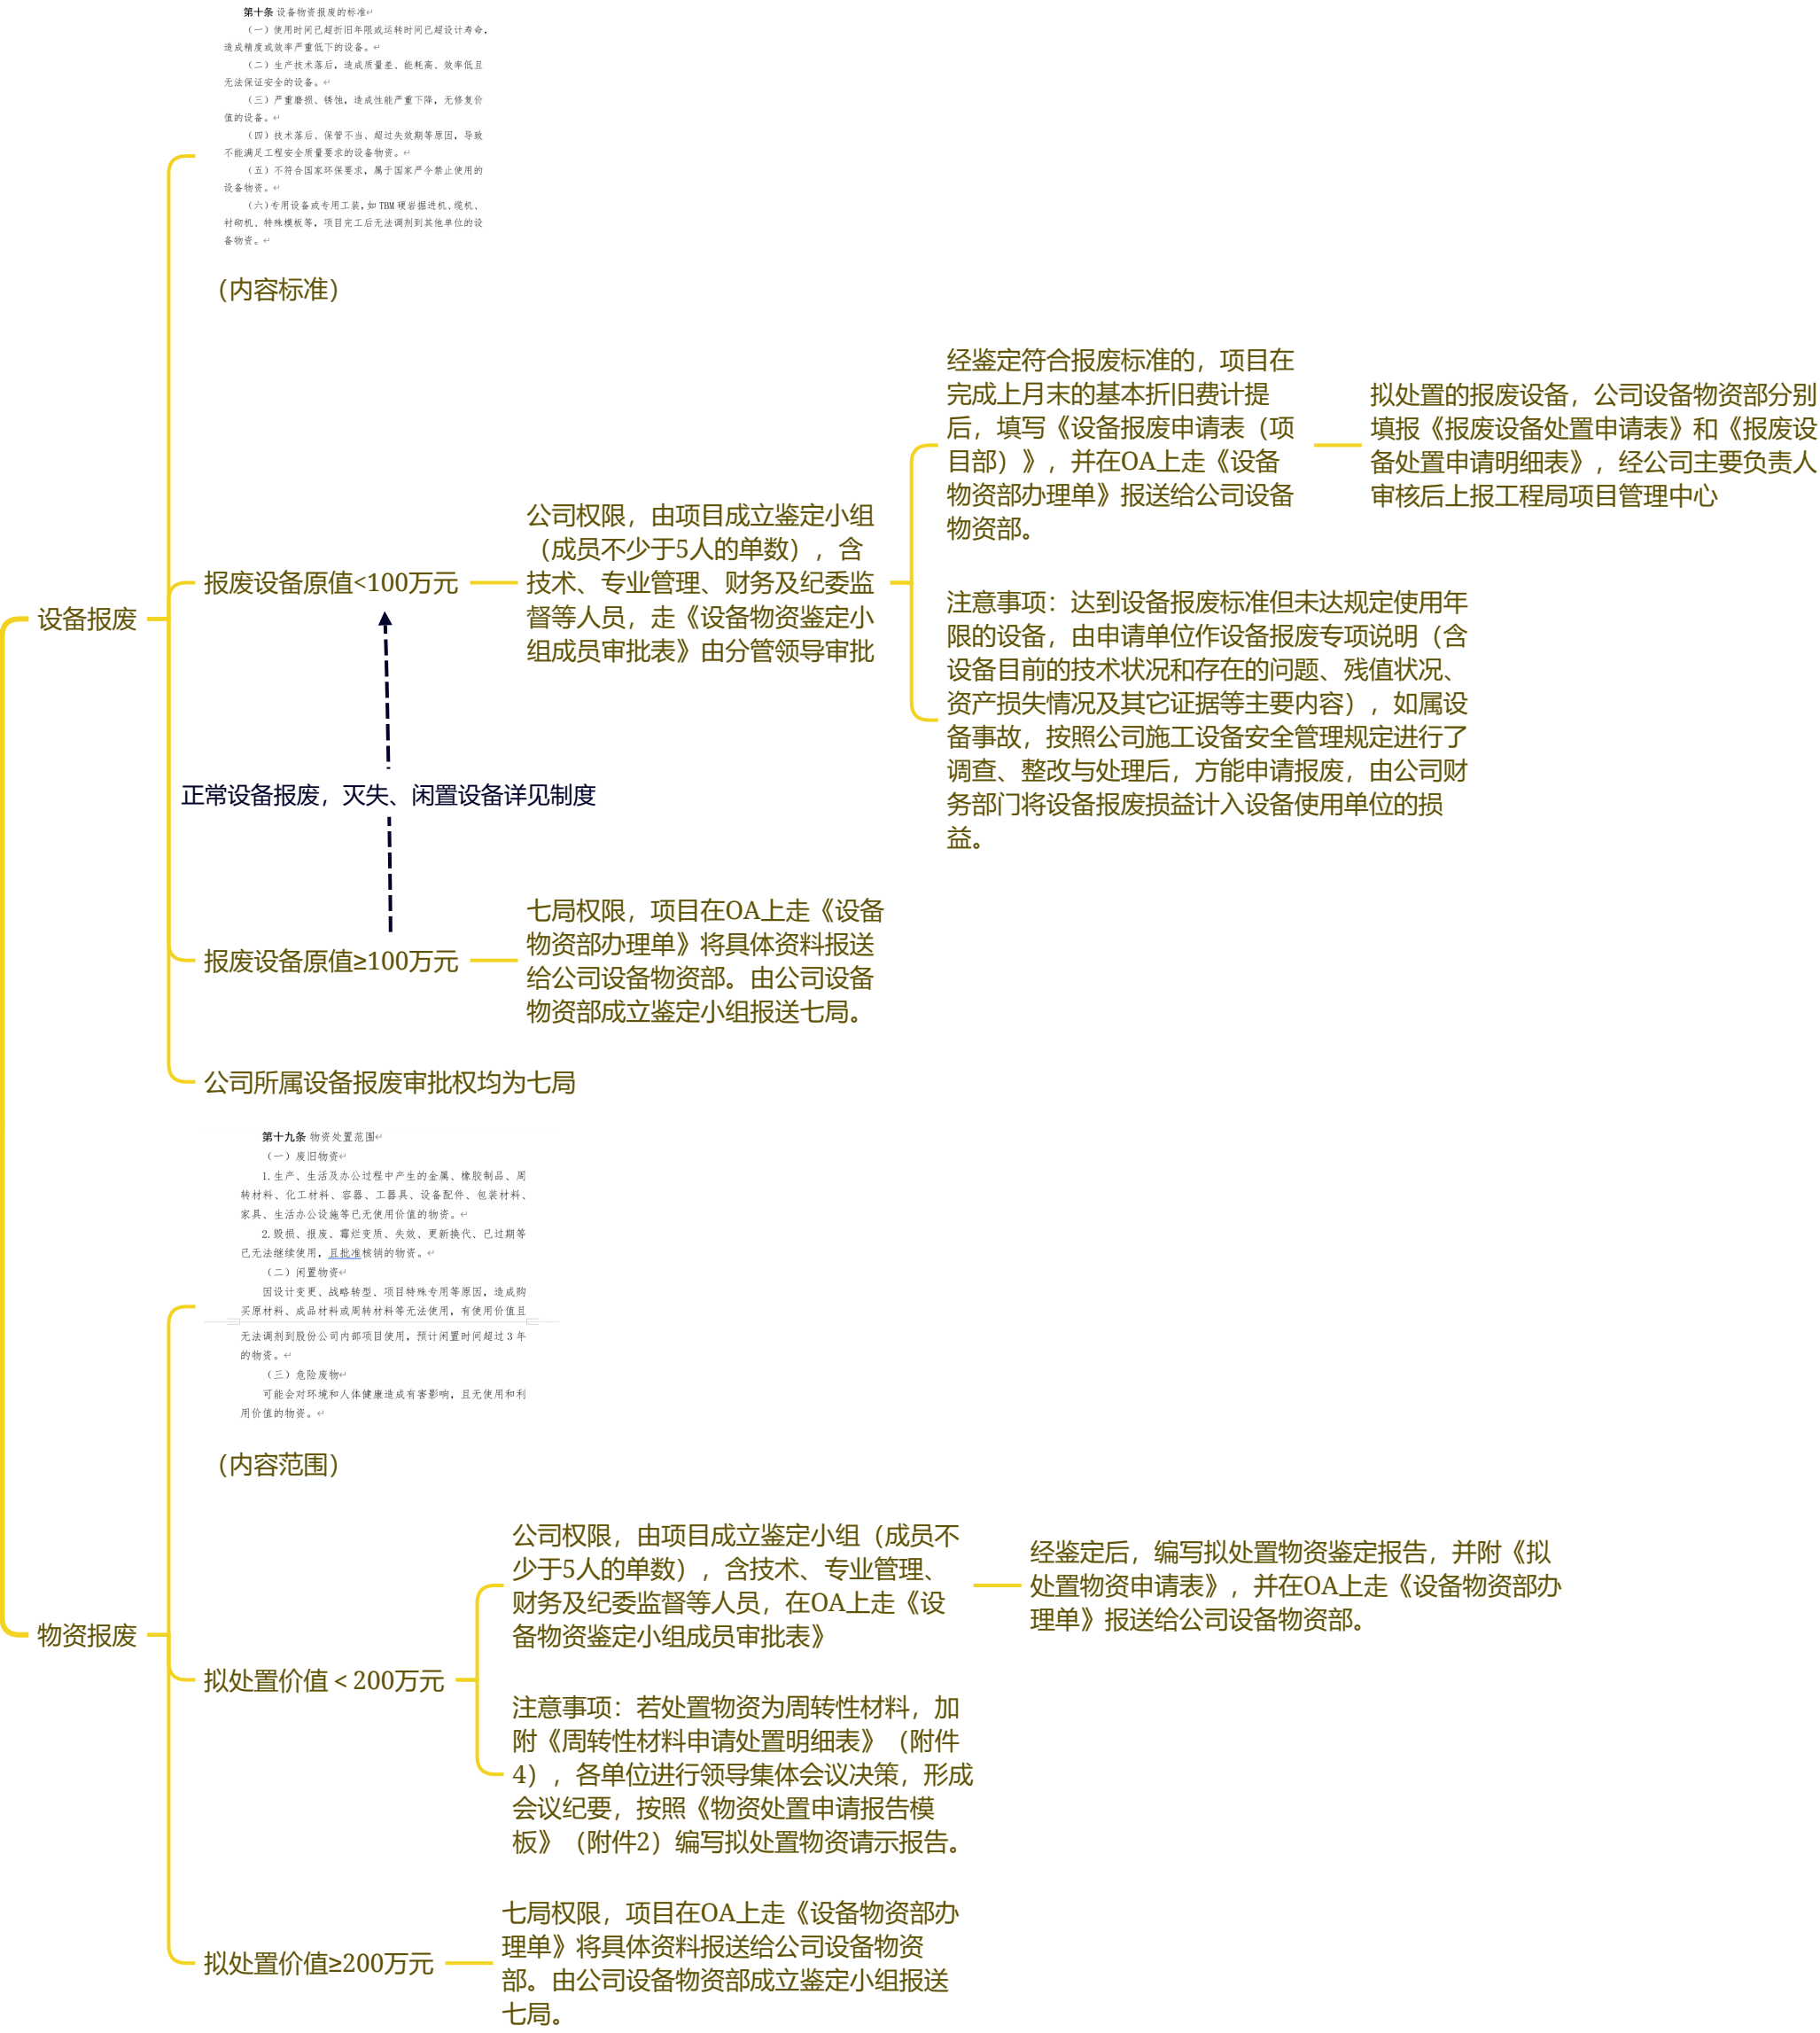 第十条 设备物资报废的标准
（一）使用时间已超折旧年限或运转时间已超设计寿命，
造成精度或效率严重低下的设备。
（二）生产技术落后，造成质量差、能耗高、效率低且
无法保证安全的设备。
（三）严重磨损、锈蚀，造成性能严重下降，无修复价
值的设备。
（四）技术落后、保管不当、超过失效期等原因，导致
不能满足工程安全质量要求的设备物资。
（五）不符合国家环保要求，属于国家严令禁止使用的
设备物资。
（六）专用设备或专用工装，如 TBM 硬岩掘进机、缆机、
衬砌机、特殊模板等，项目完工后无法调剂到其他单位的设
备物资。
（内容标准）
设备报废
报废设备原值<100万元
公司权限，由项目成立鉴定小组
（成员不少于5人的单数），含
技术、专业管理、财务及纪委监
督等人员，走《设备物资鉴定小
组成员审批表》由分管领导审批
经鉴定符合报废标准的，项目在
完成上月末的基本折旧费计提
后，填写《设备报废申请表（项
目部）》，并在OA上走《设备
物资部办理单》报送给公司设备
物资部。
拟处置的报废设备，公司设备物资部分别
填报《报废设备处置申请表》和《报废设
备处置申请明细表》，经公司主要负责人
审核后上报工程局项目管理中心
注意事项：达到设备报废标准但未达规定使用年
限的设备，由申请单位作设备报废专项说明（含
设备目前的技术状况和存在的问题、残值状况、
资产损失情况及其它证据等主要内容），如属设
备事故，按照公司施工设备安全管理规定进行了
调查、整改与处理后，方能申请报废，由公司财
务部门将设备报废损益计入设备使用单位的损
益。
正常设备报废，灭失、闲置设备详见制度
报废设备原值≥100万元
七局权限，项目在OA上走《设备
物资部办理单》将具体资料报送
给公司设备物资部。由公司设备
物资部成立鉴定小组报送七局。
公司所属设备报废审批权均为七局
第十九条 物资处置范围
（一）废旧物资
1.生产、生活及办公过程中产生的金属、橡胶制品、周
转材料、化工材料、容器、工器具、设备配件、包装材料、
家具、生活办公设施等已无使用价值的物资。
2.毁损、报废、霉烂变质、失效、更新换代、已过期等
已无法继续使用，且批准核销的物资。
（二）闲置物资
因设计变更、战略转型、项目特殊专用等原因，造成购
买原材料、成品材料或周转材料等无法使用，有使用价值且
无法调剂到股份公司内部项目使用，预计闲置时间超过 3 年
的物资。
（三）危险废物
可能会对环境和人体健康造成有害影响，且无使用和利
用价值的物资。
（内容范围）
物资报废
拟处置价值＜200万元
公司权限，由项目成立鉴定小组（成员不
少于5人的单数），含技术、专业管理、
财务及纪委监督等人员，在OA上走《设
备物资鉴定小组成员审批表》
经鉴定后，编写拟处置物资鉴定报告，并附《拟
处置物资申请表》，并在OA上走《设备物资部办
理单》报送给公司设备物资部。
注意事项：若处置物资为周转性材料，加
附《周转性材料申请处置明细表》（附件
4），各单位进行领导集体会议决策，形成
会议纪要，按照《物资处置申请报告模
板》（附件2）编写拟处置物资请示报告。
拟处置价值≥200万元
七局权限，项目在OA上走《设备物资部办
理单》将具体资料报送给公司设备物资
部。由公司设备物资部成立鉴定小组报送
七局。